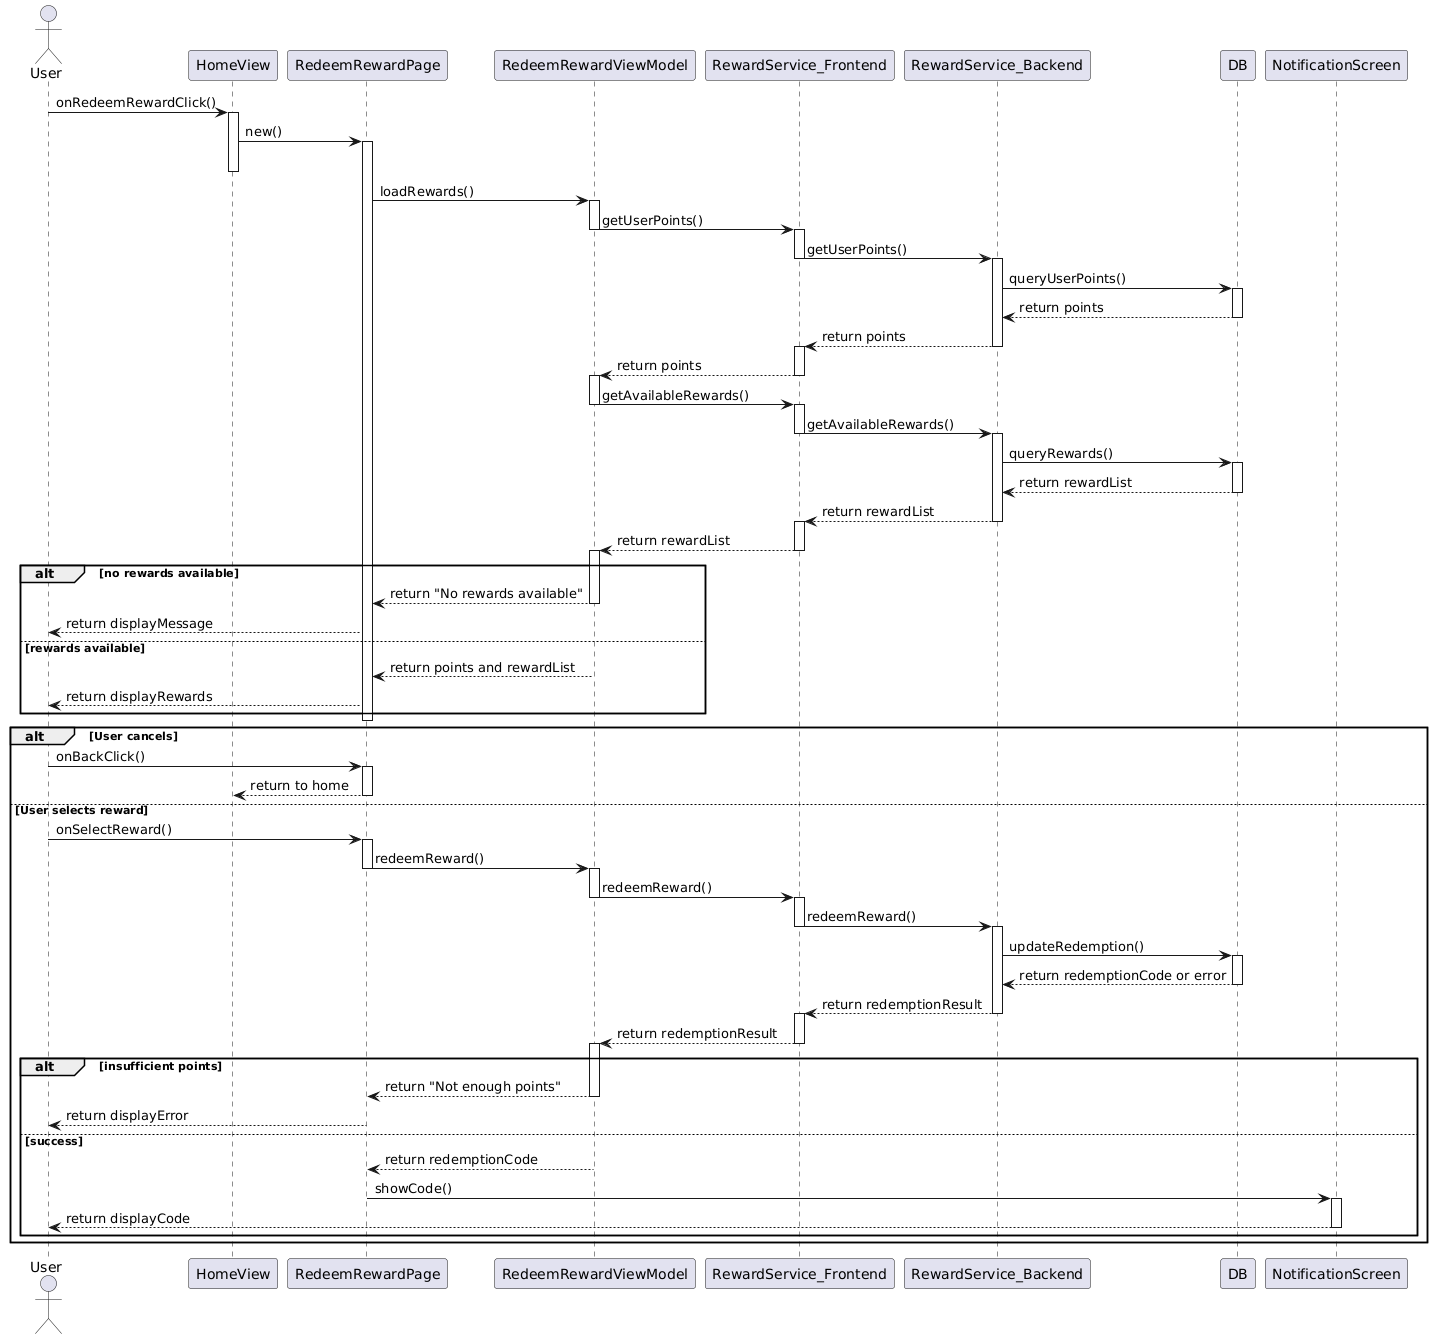 User
HomeView
RedeemRewardPage
RedeemRewardViewModel
RewardService_Frontend
RewardService_Backend
DB
NotificationScreen
onRedeemRewardClick()
new()
loadRewards()
getUserPoints()
getUserPoints()
queryUserPoints()
return points
return points
return points
getAvailableRewards()
getAvailableRewards()
queryRewards()
return rewardList
return rewardList
return rewardList
alt [no rewards available]
return "No rewards available"
return displayMessage
[rewards available]
return points and rewardList
return displayRewards
alt [User cancels]
onBackClick()
return to home
[User selects reward]
onSelectReward()
redeemReward()
redeemReward()
redeemReward()
updateRedemption()
return redemptionCode or error
return redemptionResult
return redemptionResult
alt [insufficient points]
return "Not enough points"
return displayError
[success]
return redemptionCode
showCode()
return displayCode
User
HomeView
RedeemRewardPage
RedeemRewardViewModel
RewardService_Frontend
RewardService_Backend
DB
NotificationScreen